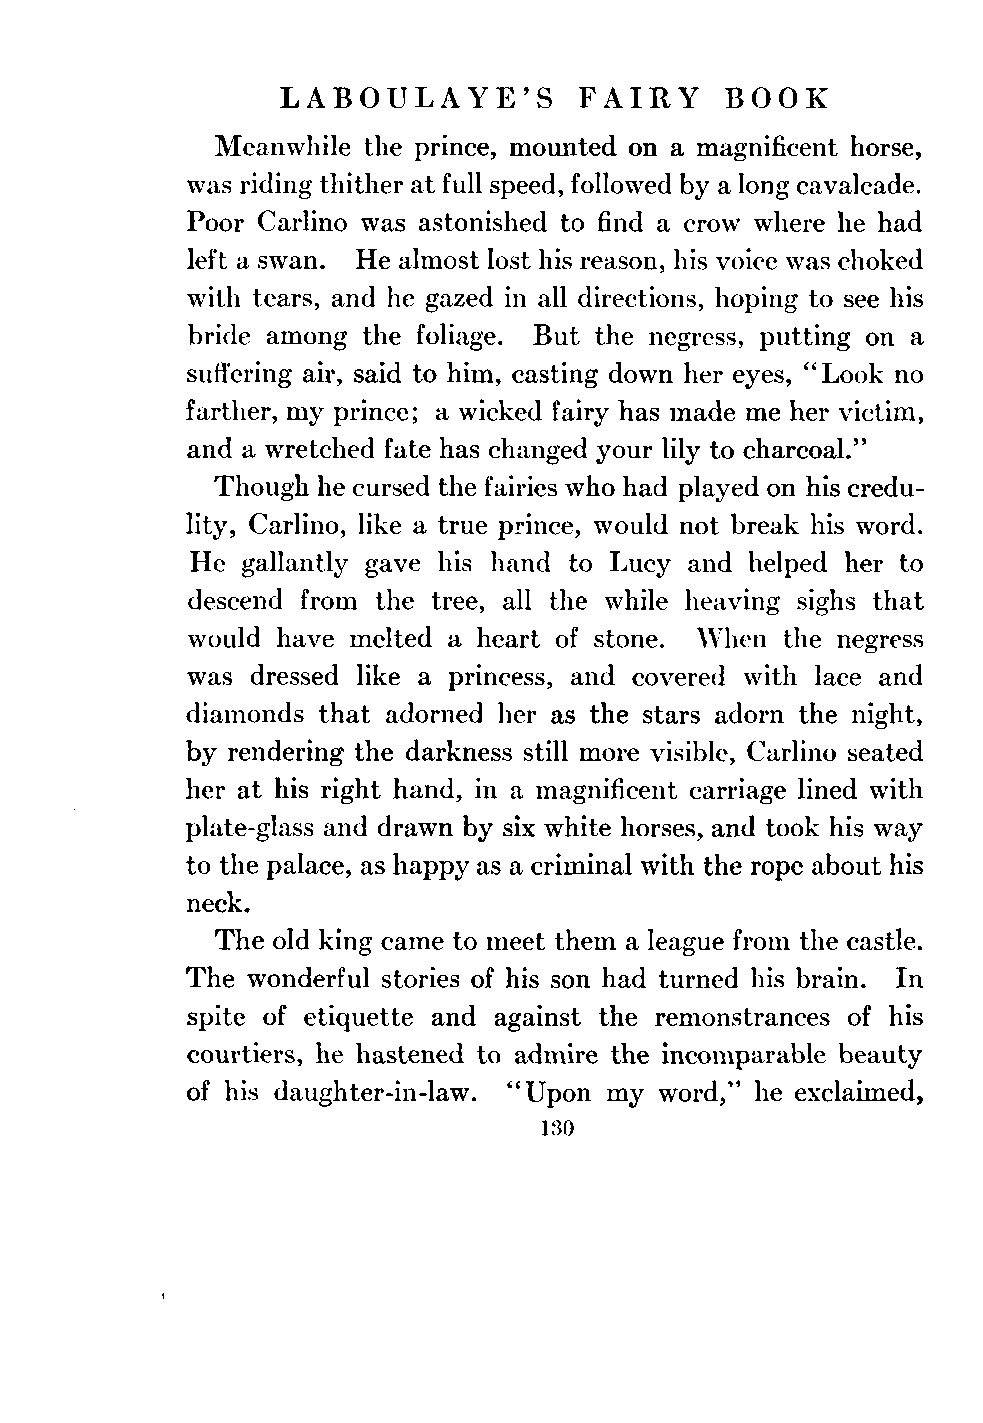 LABOULAYE'S FAIRY BOOK
Meanwhile the prince, mounted on a magnificent horse,
was riding thither at full speed, followed by a long cavalcade.
Poor Carlino was astonished to find a crow where he had
left a swan. He almost lost his reason, his voice was choked
with tears, and he gazed in all directions, hoping to see his
bride among the foliage. But the negress, putting on a
suffering air, said to him, casting down her eyes, "Look no
farther, my prince; a wicked fairy has made me her victim,
and a wretched fate has changed your lily to charcoal."
Though he cursed the fairies who had played on his credu-
lity, Carlino, like a true prince, would not break his word.
He gallantly gave his hand to Lucy and helped her to
descend from the tree, all the while heaving sighs that
would have melted a heart of stone. When the negress
was dressed like a princess, and covered with lace and
diamonds that adorned her as the stars adorn the night,
by rendering the darkness still more visible, Carlino seated
her at his right hand, in a magnificent carriage lined with
plate-glass and drawn by six white horses, and took his way
to the palace, as happy as a criminal with the rope about his
neck.
The old king came to meet them a league from the castle.
The wonderful stories of his son had turned his brain. In
spite of etiquette and against the remonstrances of his
courtiers, he hastened to admire the incomparable beauty
of his daughter-in-law. "Upon my word," he exclaimed,
130